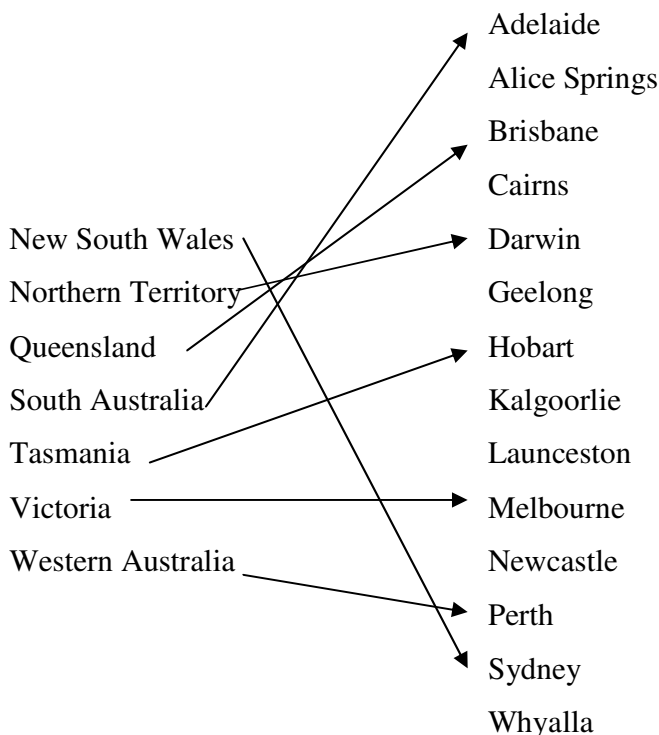 Adelaide
Alice Springs
Brisbane
Cairns
New South Wales Darwin
Northern Territory Geelong
Queensland Hobart
South Australia Kalgoorlie
Tasmania Launceston
Victoria Melbourne
Western Australia Newcastle
Perth
Sydney
Whyalla